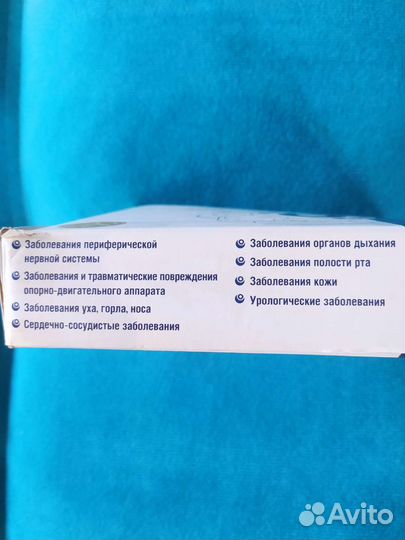 Заболевания периферической
нервной системы
Заболевания и травматические повреждения
опорно-двигательного аппарата
Заболевания уха, горла, носа
Сердечно-сосудистые заболевания
Заболевания органов дыхания
Заболевания полости рта
Заболевания кожи
Урологические заболевания
Avito